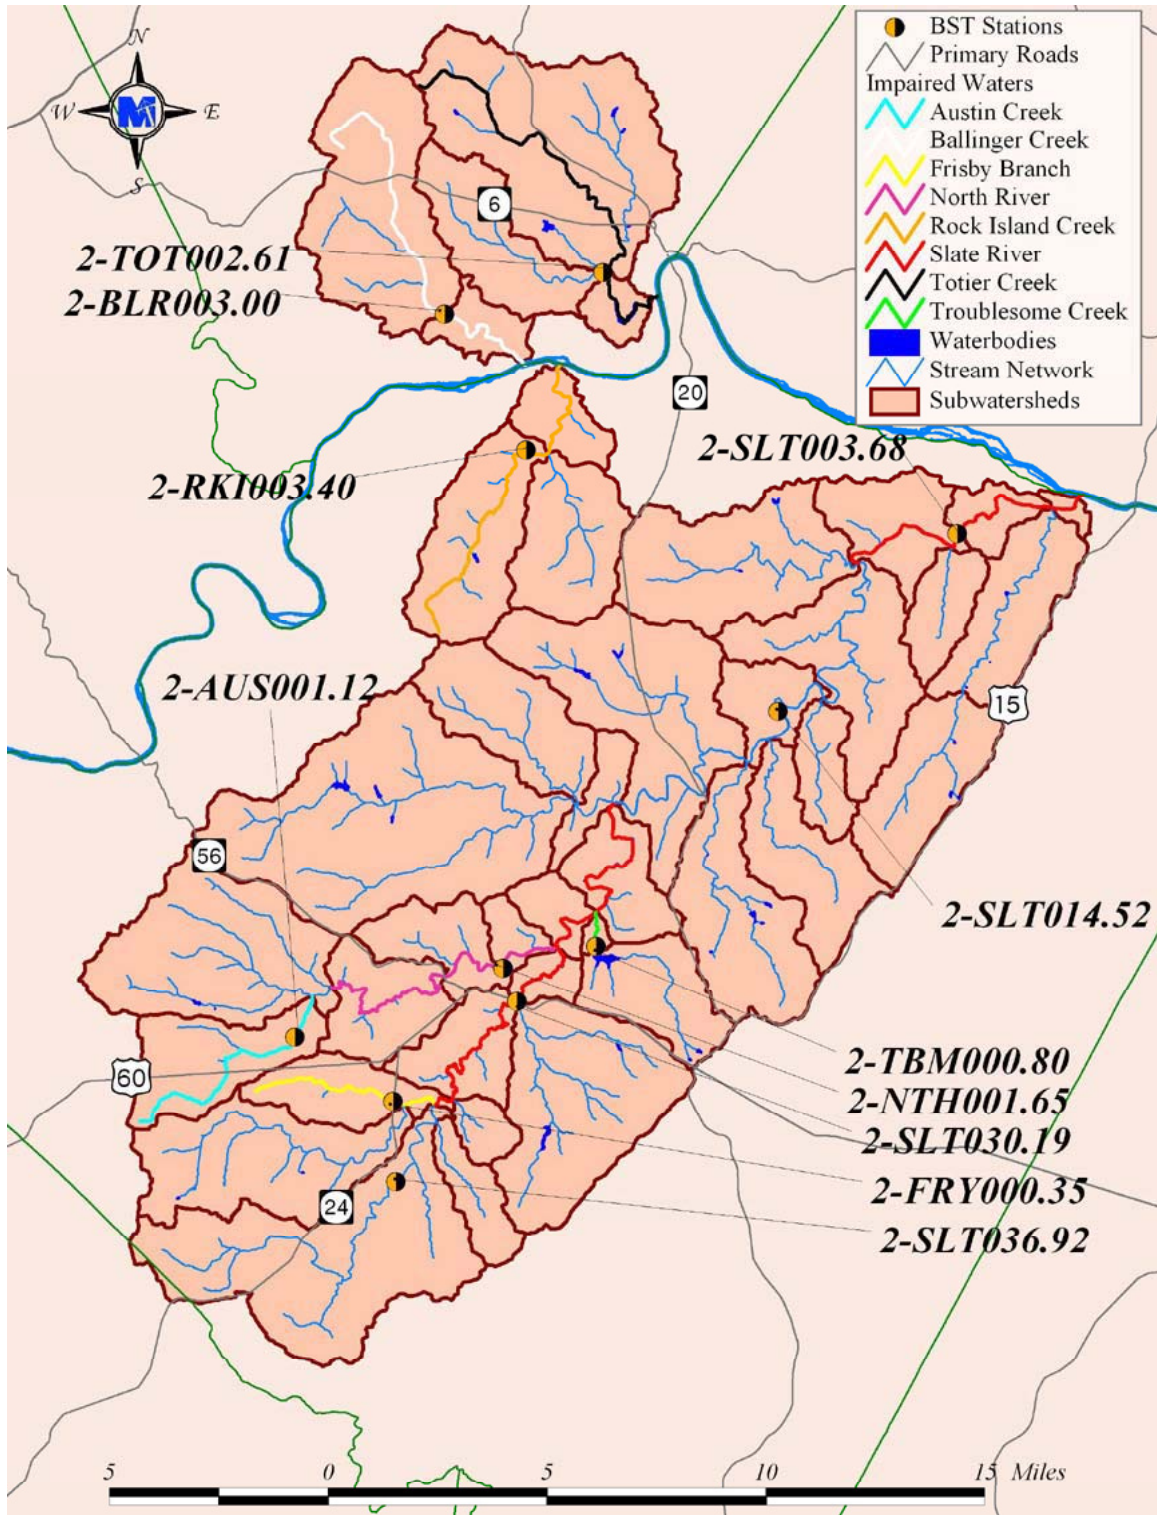 BST Stations
Primary Roads
Impaired Waters
Austin Creek
Ballinger Creek
Frisby Branch
North River
Rock Island Creek
Slate River
Totier Creek
Troublesome Creek
Waterbodies
Stream Network
Subwatersheds
N
W M E
S
6
2-TOT002.61
2-BLR003.00
20
2-SLT003.68
2-RKI003.40
2-AUS001.12
15
56
2-SLT014.52
60
2-TBM000.80
2-NTH001.65
2-SLT030.19
2-FRY000.35
24
2-SLT036.92
5 0 5 10 15 Miles